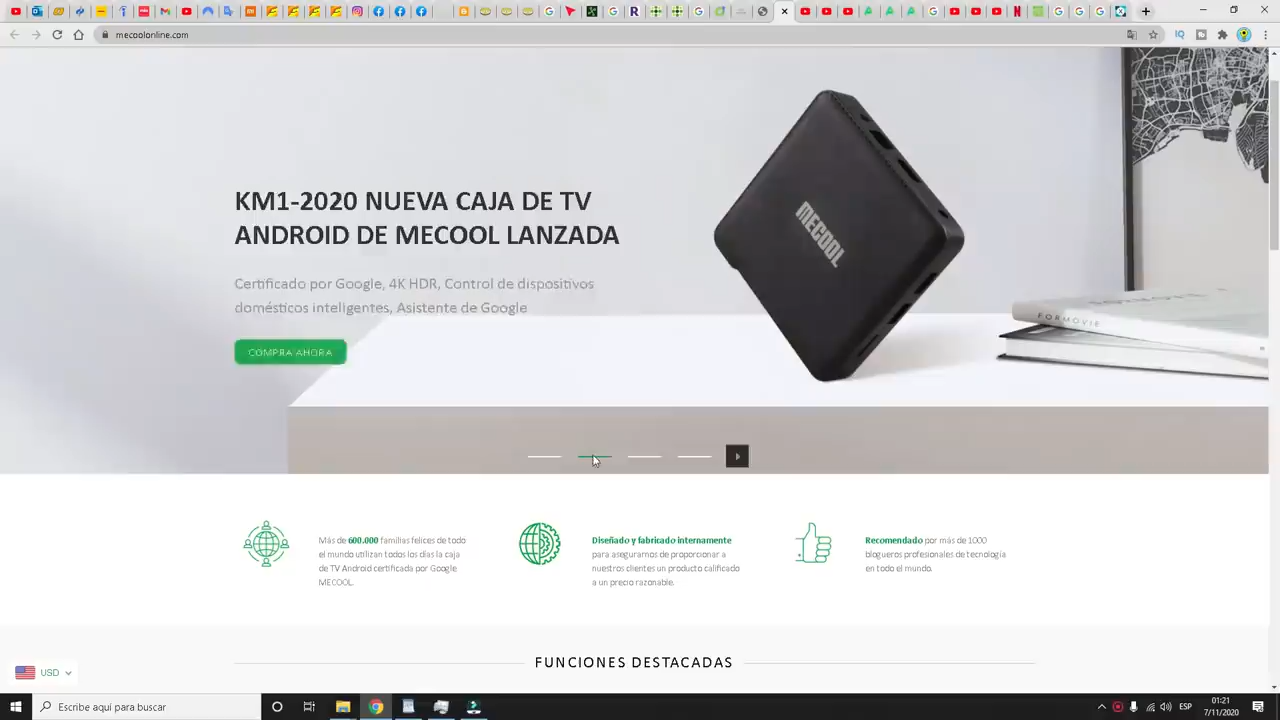 mecoolonline.com
KM1-2020 NUEVA CAJA DE TV
ANDROID DE MECOOL LANZADA
Certificado por Google, 4K HDR, Control de dispositivos
domésticos inteligentes, Asistente de Google
COMPRA AHORA
MECOOL
FORMOVIE
Más de 600.000 familias felices de todo
el mundo utilizan todos los días la caja
de TV Android certificada por Google
MECOOL.
Diseñado y fabricado internamente
para asegurarnos de proporcionar a
nuestros clientes un producto calificado
a un precio razonable.
Recomendado por más de 1000
blogueros profesionales de tecnología
en todo el mundo.
FUNCIONES DESTACADAS
USD
Escribe aquí para buscar
ESP
01:21
7/11/2020